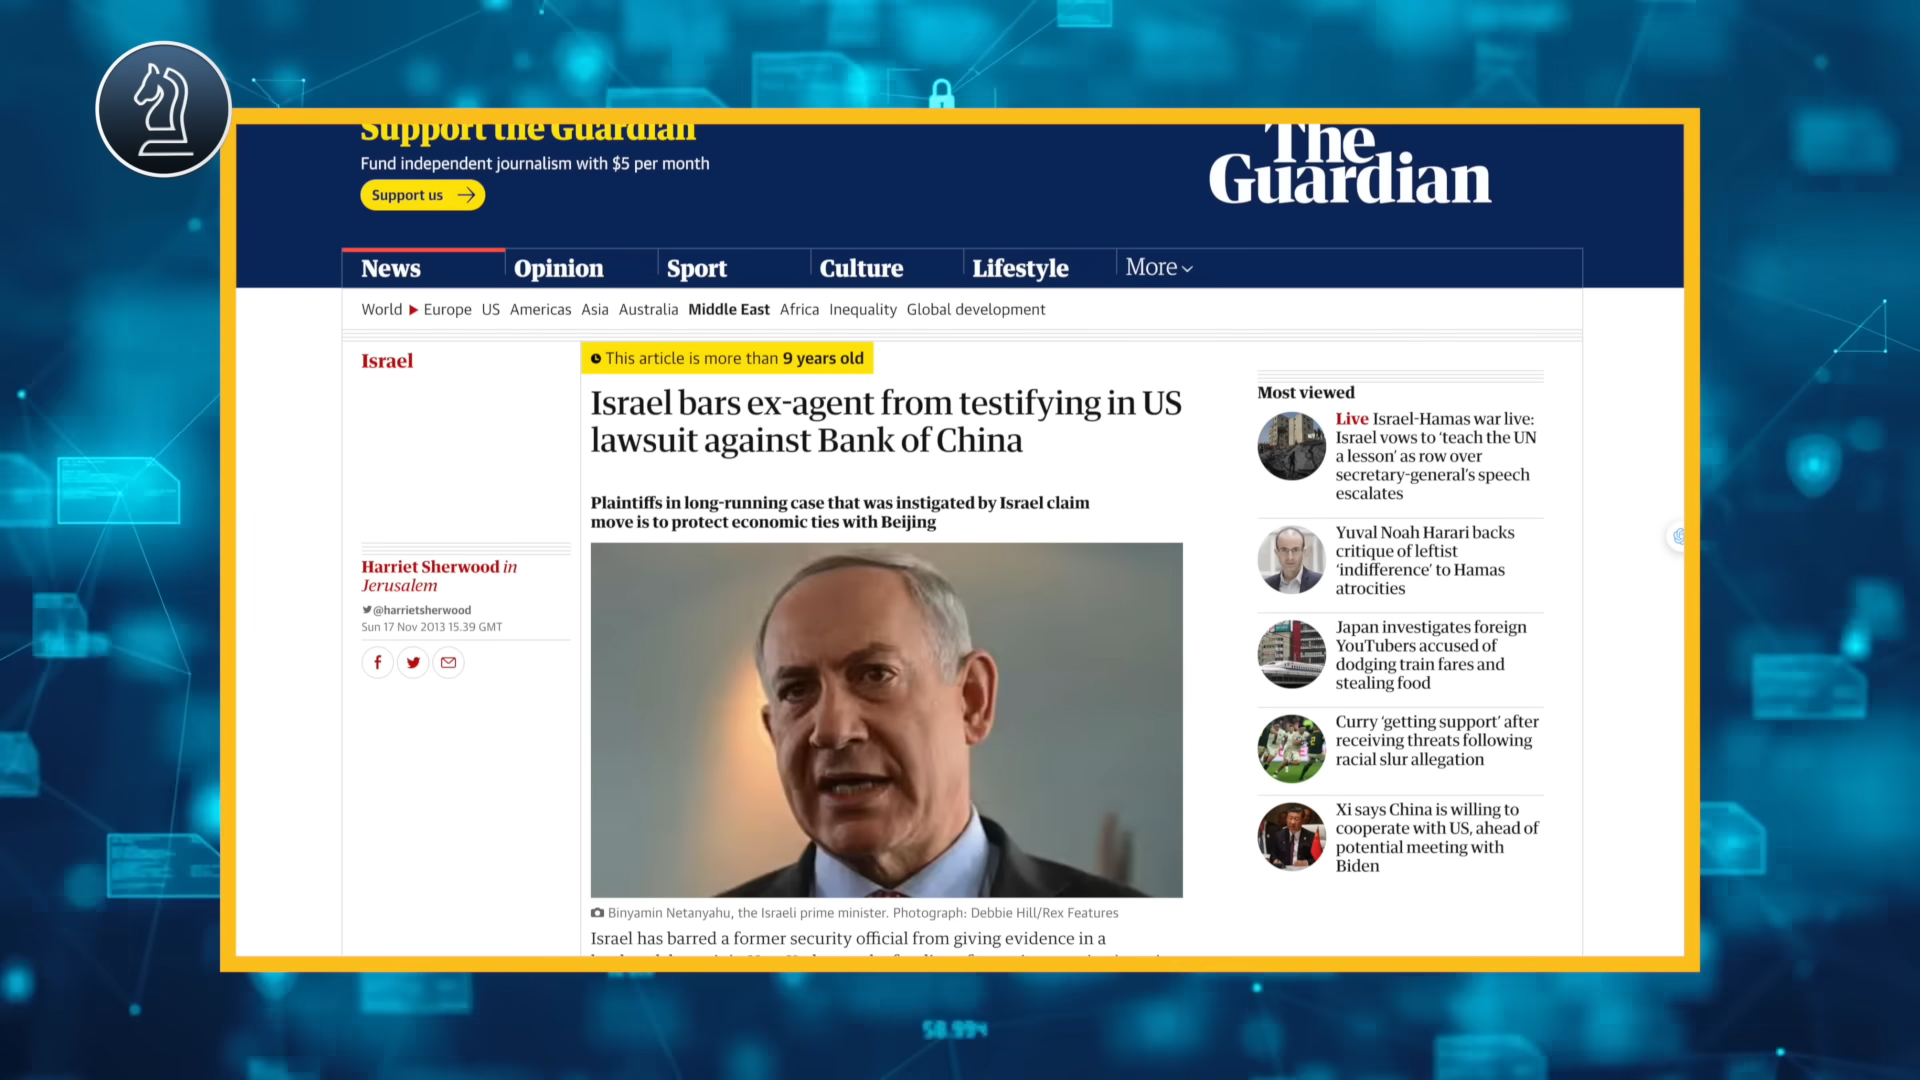 Support the Guardian
Fund independent journalism with $5 per month
Support us
The
Guardian
News
Opinion
Sport
Culture
Lifestyle
More
World
Europe
US
Americas
Asia
Australia
Middle East
Africa
Inequality
Global development
Israel
This article is more than 9 years old
Israel bars ex-agent from testifying in US
lawsuit against Bank of China
Plaintiffs in long-running case that was instigated by Israel claim
move is to protect economic ties with Beijing
Harriet Sherwood in
Jerusalem
@harrietsherwood
Sun 17 Nov 2013 15.39 GMT
Binyamin Netanyahu, the Israeli prime minister. Photograph: Debbie Hill/Rex Features
Israel has barred a former security official from giving evidence in a
Most viewed
Live Israel-Hamas war live:
Israel vows to ‘teach the UN
a lesson’ as row over
secretary-general’s speech
escalates
Yuval Noah Harari backs
critique of leftist
‘indifference’ to Hamas
atrocities
Japan investigates foreign
YouTubers accused of
dodging train fares and
stealing food
Curry ‘getting support’ after
receiving threats following
racial slur allegation
Xi says China is willing to
cooperate with US, ahead of
potential meeting with
Biden